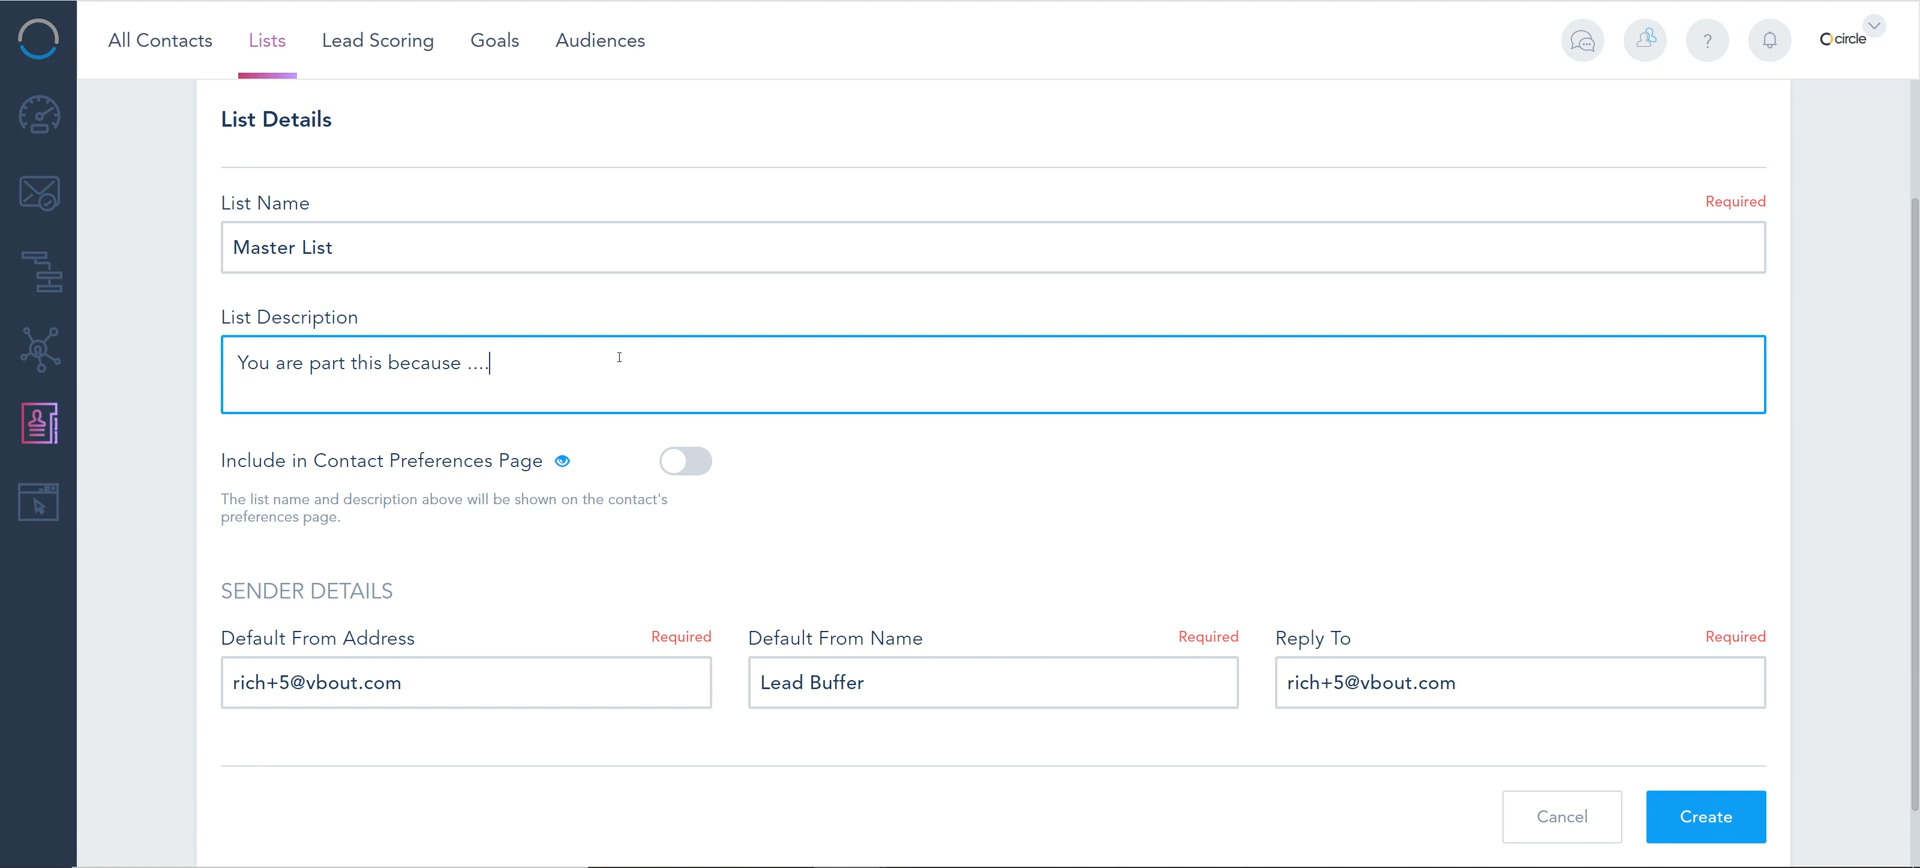 All Contacts
Lists
Lead Scoring
Goals
Audiences
?
circle
List Details
List Name
Required
Master List
List Description
You are part this because ....
Include in Contact Preferences Page
The list name and description above will be shown on the contact's
preferences page.
SENDER DETAILS
Default From Address
Required
Default From Name
Required
Reply To
Required
rich+5@vbout.com
Lead Buffer
rich+5@vbout.com
Cancel
Create